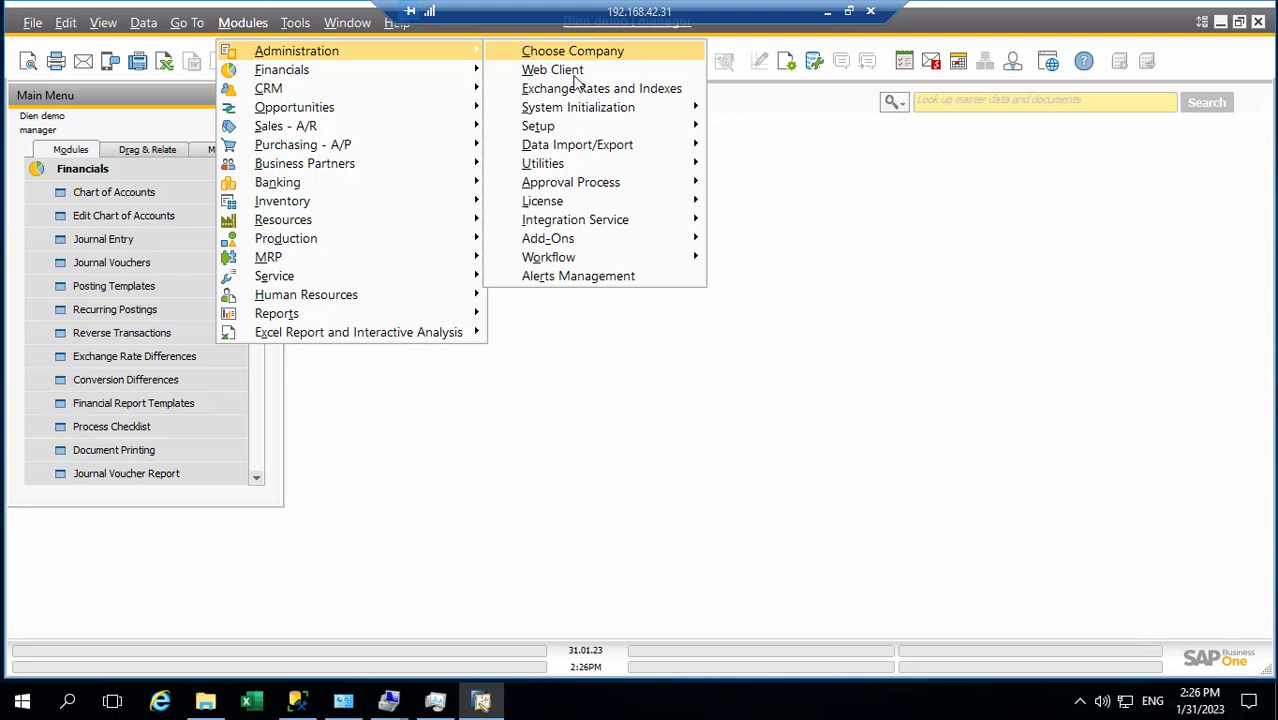 192.168.42.31
File Edit View Data Go To Modules Tools Window Help
Dien demo | manager
Main Menu
Dien demo
manager
Modules Drag & Relate M
Financials
Chart of Accounts
Edit Chart of Accounts
Journal Entry
Journal Vouchers
Posting Templates
Recurring Postings
Reverse Transactions
Exchange Rate Differences
Conversion Differences
Financial Report Templates
Process Checklist
Document Printing
Journal Voucher Report
Administration
Financials
CRM
Opportunities
Sales - A/R
Purchasing - A/P
Business Partners
Banking
Inventory
Resources
Production
MRP
Service
Human Resources
Reports
Excel Report and Interactive Analysis
Choose Company
Web Client
Exchange Rates and Indexes
System Initialization
Setup
Data Import/Export
Utilities
Approval Process
License
Integration Service
Add-Ons
Workflow
Alerts Management
Look up master data and documents
Search
31.01.23
2:26PM
SAP Business One
ENG
2:26 PM
1/31/2023